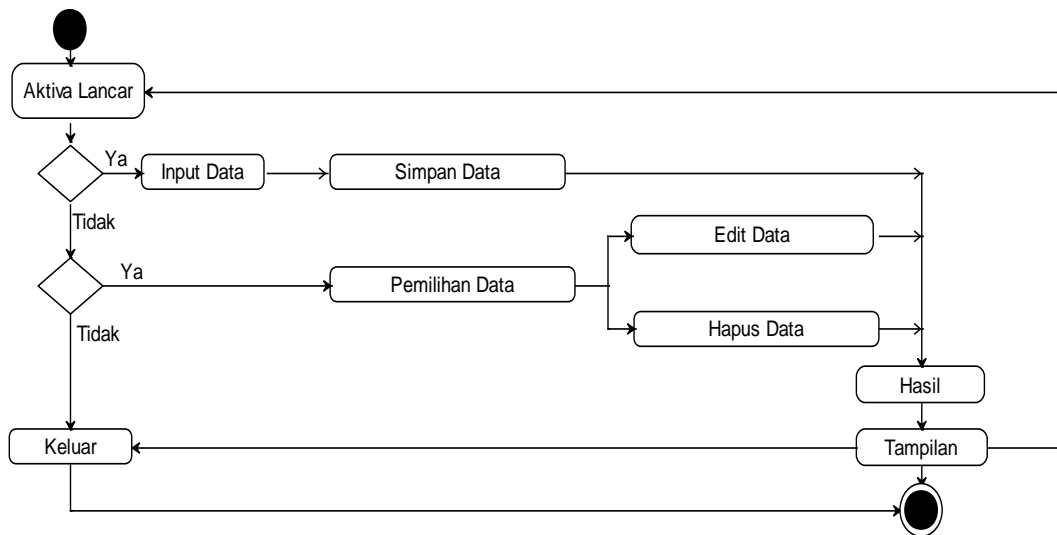 Aktiva Lancar
Ya
Input Data
Simpan Data
Tidak
Edit Data
Ya
Pemilihan Data
Hapus Data
Tidak
Hasil
Keluar
Tampilan